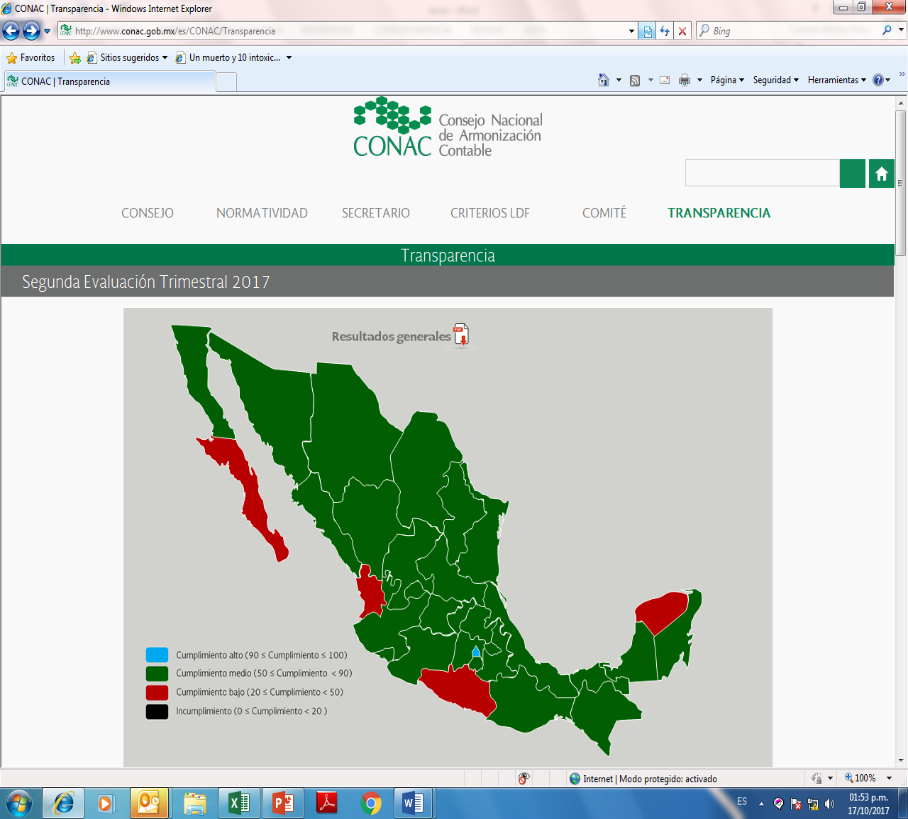 CONAC | Transparencia - Windows Internet Explorer
http://www.conac.gob.mx/es/CONAC/Transparencia
Bing
Favoritos
Sitios sugeridos
Un muerto y 10 intoxic...
CONAC | Transparencia
Página
Seguridad
Herramientas
CONAC
Consejo Nacional
de Armonización
Contable
CONSEJO NORMATIVIDAD SECRETARIO CRITERIOS LDF COMITÉ TRANSPARENCIA
Transparencia
Segunda Evaluación Trimestral 2017
Resultados generales
Cumplimiento alto (90 ≤ Cumplimiento ≤ 100)
Cumplimiento medio (50 ≤ Cumplimiento < 90)
Cumplimiento bajo (20 ≤ Cumplimiento < 50)
Incumplimiento (0 ≤ Cumplimiento < 20 )
Internet | Modo protegido: activado
100%
ES
01:53 p.m.
17/10/2017